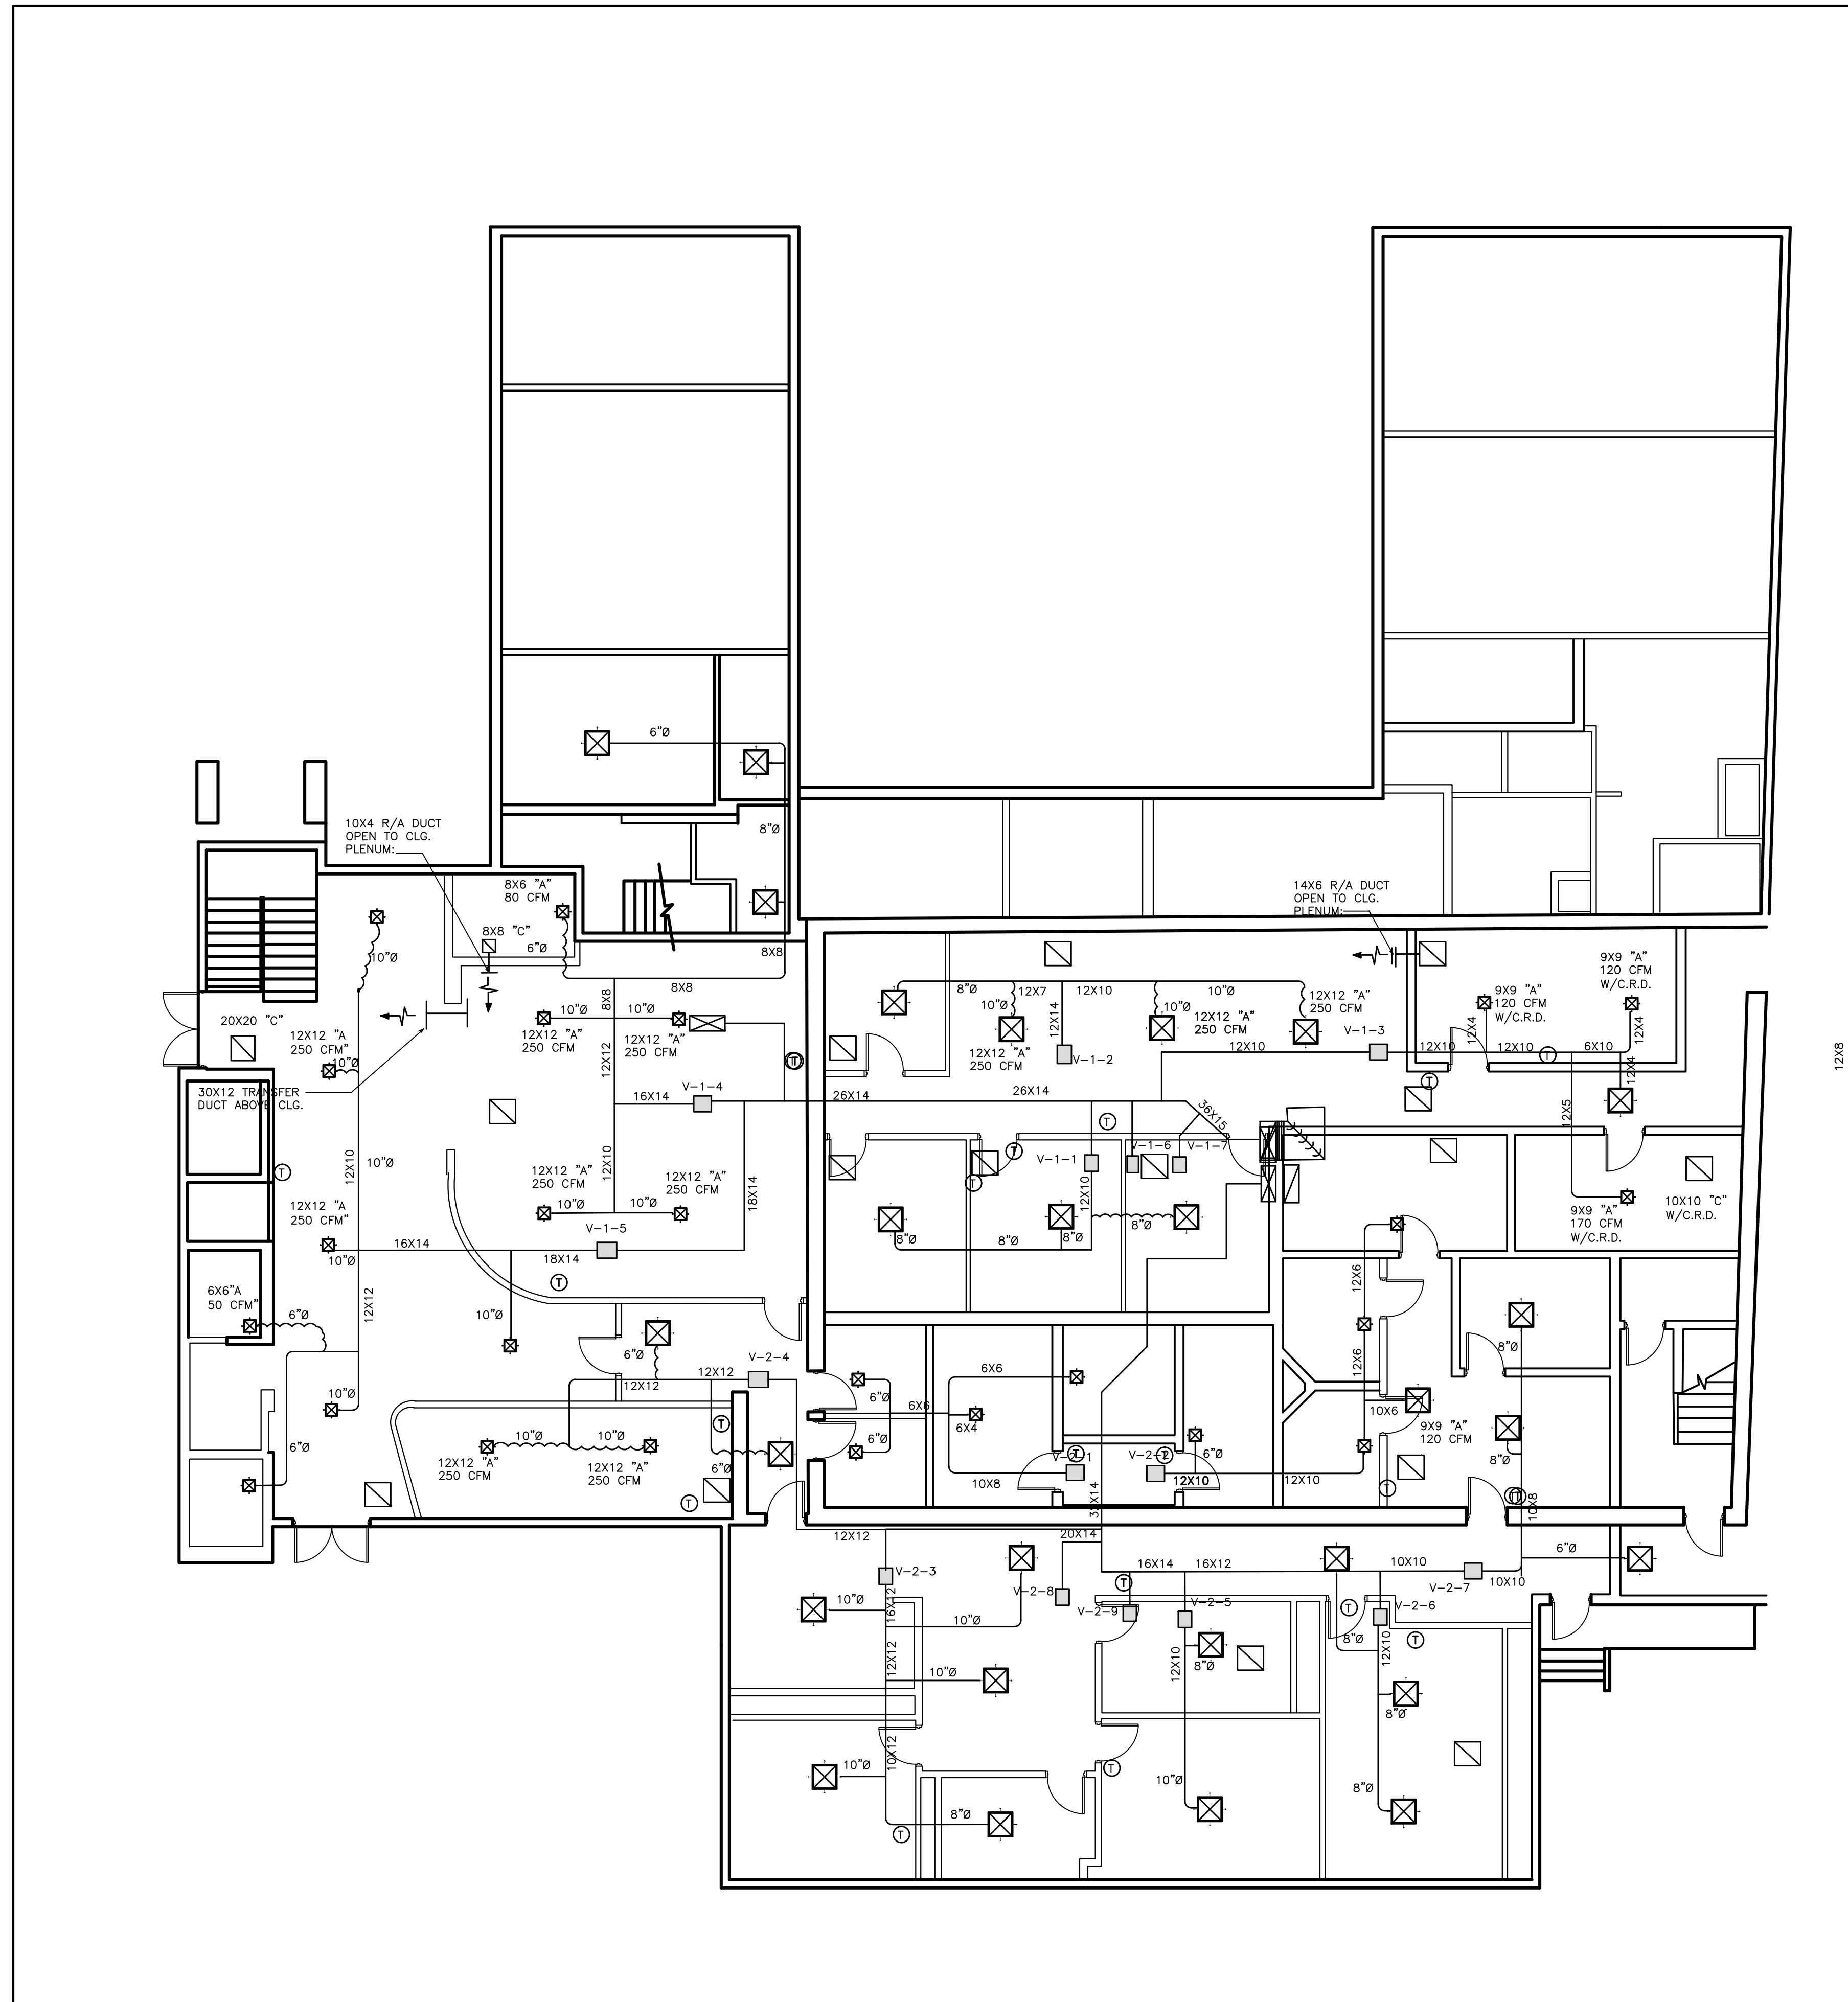 6"Ø
8"Ø
10X4 R/A DUCT
OPEN TO CLG.
PLENUM:
8X6 "A"
80 CFM
14X6 R/A DUCT
OPEN TO CLG.
PLENUM:
8X8 "C"
6"Ø
10"Ø
8X8
9X9 "A"
120 CFM
W/C.R.D.
9X9 "A"
120 CFM
W/C.R.D.
8X8
8X8
8"Ø
12X7
12X10
10"Ø
12X12 "A"
250 CFM
10"Ø
10"Ø
10"Ø
10"Ø
12X14
12X12 "A"
250 CFM
20X20 "C"
12X12 "A
250 CFM"
10"Ø
12X12 "A"
250 CFM
12X12 "A"
250 CFM
12X12
12X12 "A"
250 CFM
V-1-2
V-1-3
12X10
12X10
12X10
6X10
12X4
12X4
12X4
12X8
T
T
T
T
30X12 TRANSFER
DUCT ABOVE CLG.
16X14
V-1-4
26X14
26X14
36X15
12X5
T
T
T
T
12X10
10"Ø
12X10
12X12 "A"
250 CFM
12X12 "A"
250 CFM
V-1-1
V-1-6
V-1-7
12X10
18X14
10"Ø
10"Ø
12X12 "A
250 CFM"
9X9 "A"
170 CFM
W/C.R.D.
10X10 "C"
W/C.R.D.
16X14
10"Ø
V-1-5
18X14
8"Ø
8"Ø
8"Ø
8"Ø
T
6X6"A
50 CFM"
6"Ø
12X12
10"Ø
12X6
12X6
8"Ø
6"Ø
V-2-4
12X12
12X12
6X6
6"Ø
6X6
6X4
10"Ø
10X6
9X9 "A"
120 CFM
6"Ø
10"Ø
10"Ø
12X12 "A"
250 CFM
12X12 "A"
250 CFM
T
T
6"Ø
6"Ø
T
V-2-1
T
V-2-2
6"Ø
10X8
12X10
12X10
8"Ø
T
T
10X8
12X12
20X14
16X14
16X12
10X10
6"Ø
V-2-7
10X10
V-2-3
V-2-8
T
V-2-9
V-2-5
T
V-2-6
T
10"Ø
16X12
10"Ø
8"Ø
12X10
12X12
12X10
8"Ø
10"Ø
8"Ø
10X12
10"Ø
T
10"Ø
8"Ø
8"Ø
T